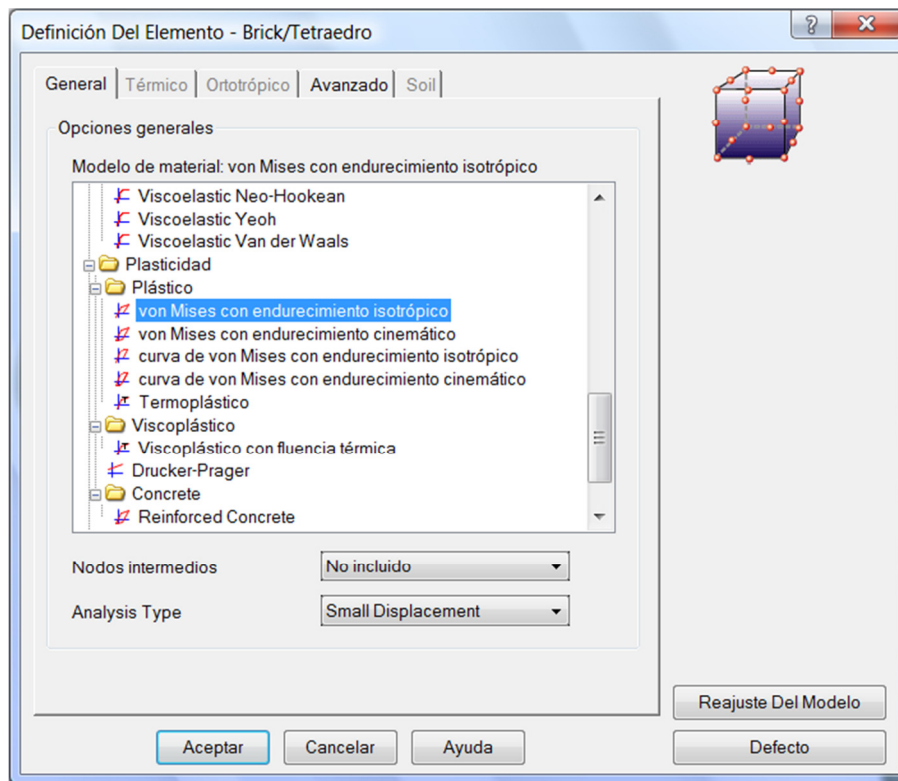 Definición Del Elemento - Brick/Tetraedro
General Térmico Ortotrópico Avanzado Soil
Opciones generales
Modelo de material: von Mises con endurecimiento isotrópico
Viscoelastic Neo-Hookean
Viscoelastic Yeoh
Viscoelastic Van der Waals
Plasticidad
Plástico
von Mises con endurecimiento isotrópico
von Mises con endurecimiento cinemático
curva de von Mises con endurecimiento isotrópico
curva de von Mises con endurecimiento cinemático
Termoplástico
Viscoplástico
Viscoplástico con fluencia térmica
Drucker-Prager
Concrete
Reinforced Concrete
Nodos intermedios No incluido
Analysis Type Small Displacement
Reajuste Del Modelo
Aceptar Cancelar Ayuda Defecto